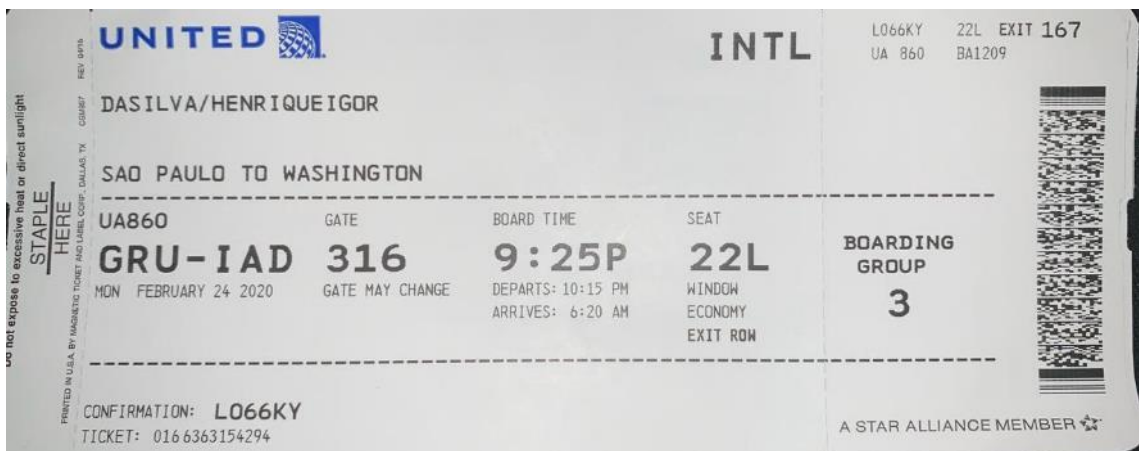 UNITED
INTL
L066KY 22L EXIT 167
UA 860 BA1209
DASILVA/HENRIQUEIGOR
SAO PAULO TO WASHINGTON
UA860 GATE BOARD TIME SEAT
GRU-IAD 316 9:25P 22L
MON FEBRUARY 24 2020 GATE MAY CHANGE DEPARTS: 10:15 PM WINDOW
ARRIVES: 6:20 AM ECONOMY
EXIT ROW
BOARDING
GROUP
3
CONFIRMATION: L066KY
TICKET: 016 6363154294
A STAR ALLIANCE MEMBER
Do not expose to excessive heat or direct sunlight
STAPLE
HERE
PRINTED IN U.S.A. BY MAGNETIC TICKET AND LABEL CORP., DALLAS, TX